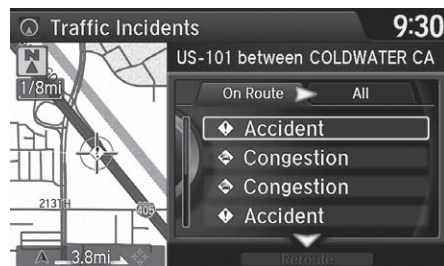 Traffic Incidents
9:30
N
US-101 between COLDWATER CA
1/8mi
On Route
All
Accident
Congestion
Congestion
Accident
213TH
405
3.8mi
Reroute